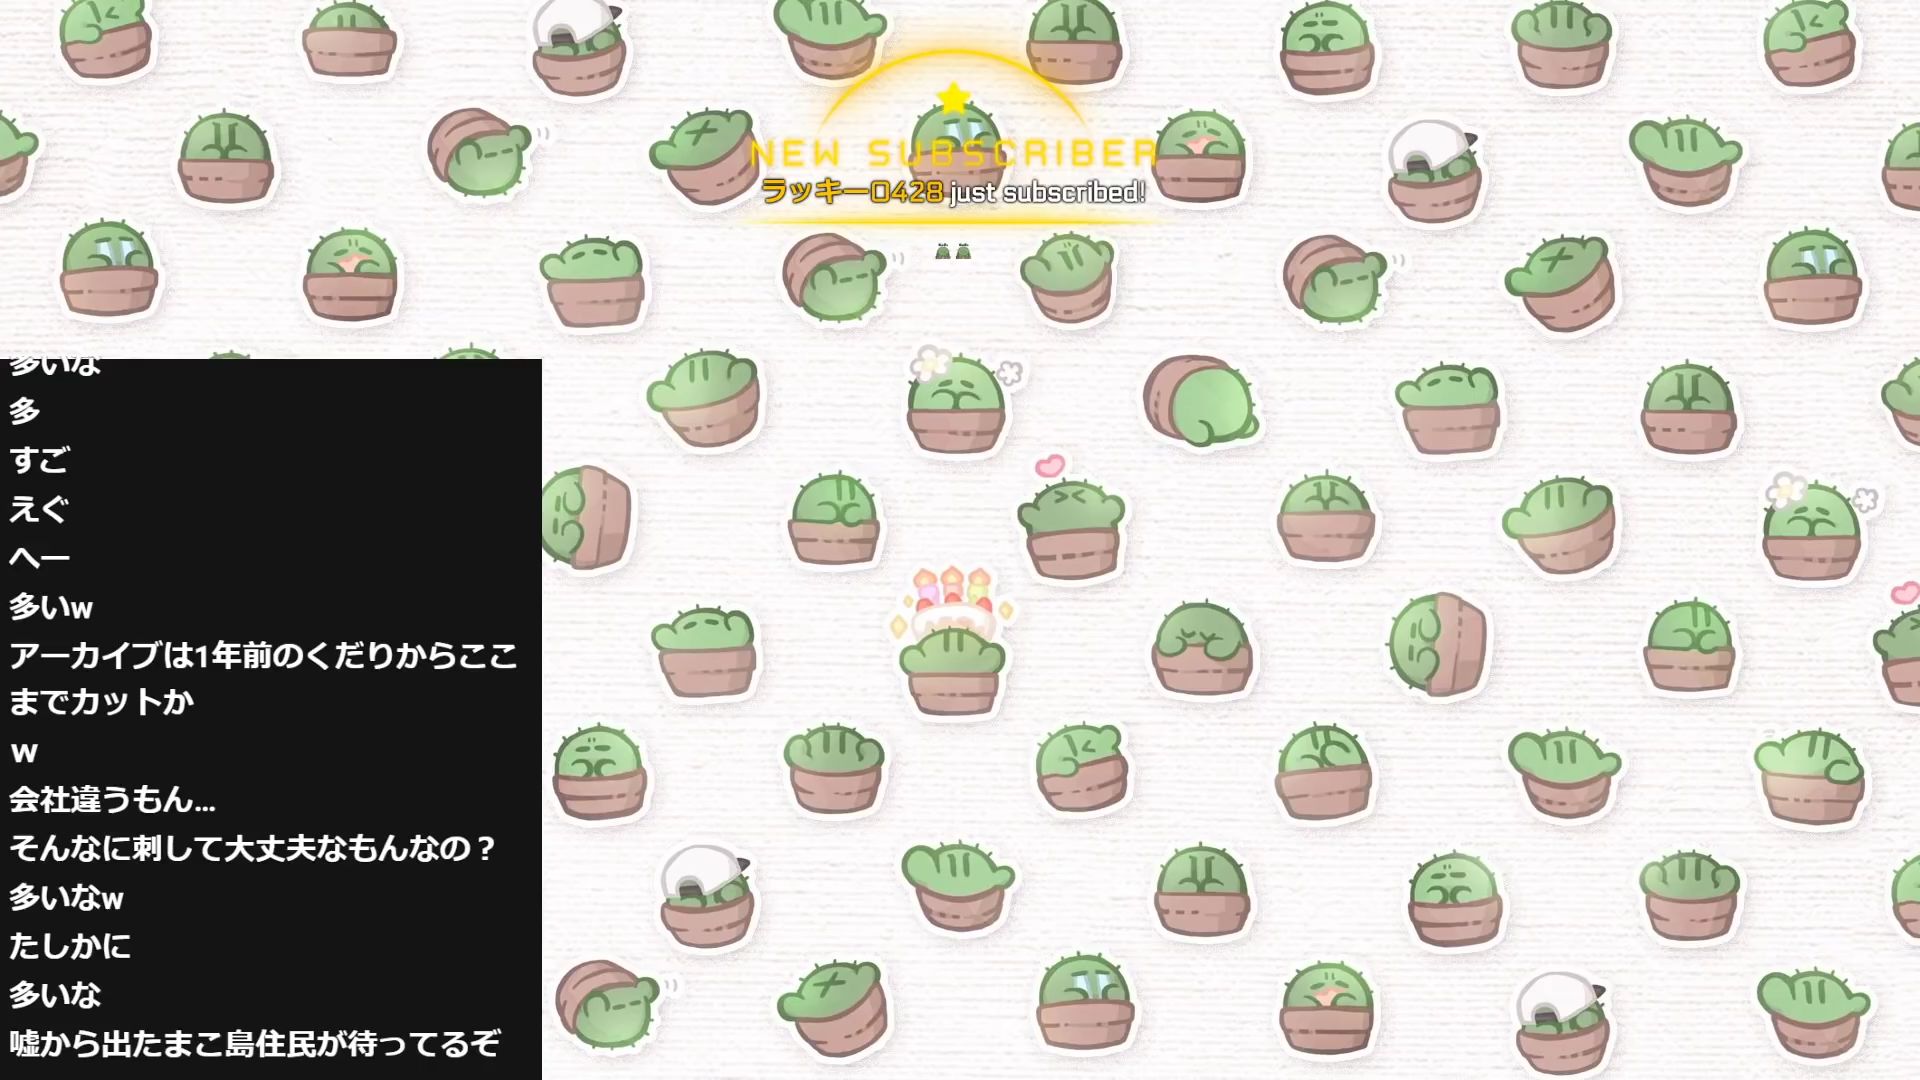 NEW SUBSCRIBER
ラッキー0428 just subscribed!
多いな
多
すご
えぐ
へー
多いw
アーカイブは1年前のくだりからここ
までカットか
w
会社違うもん...
そんなに刺して大丈夫なもんなの？
多いなw
たしかに
多いな
嘘から出たまこ島住民が待ってるぞ